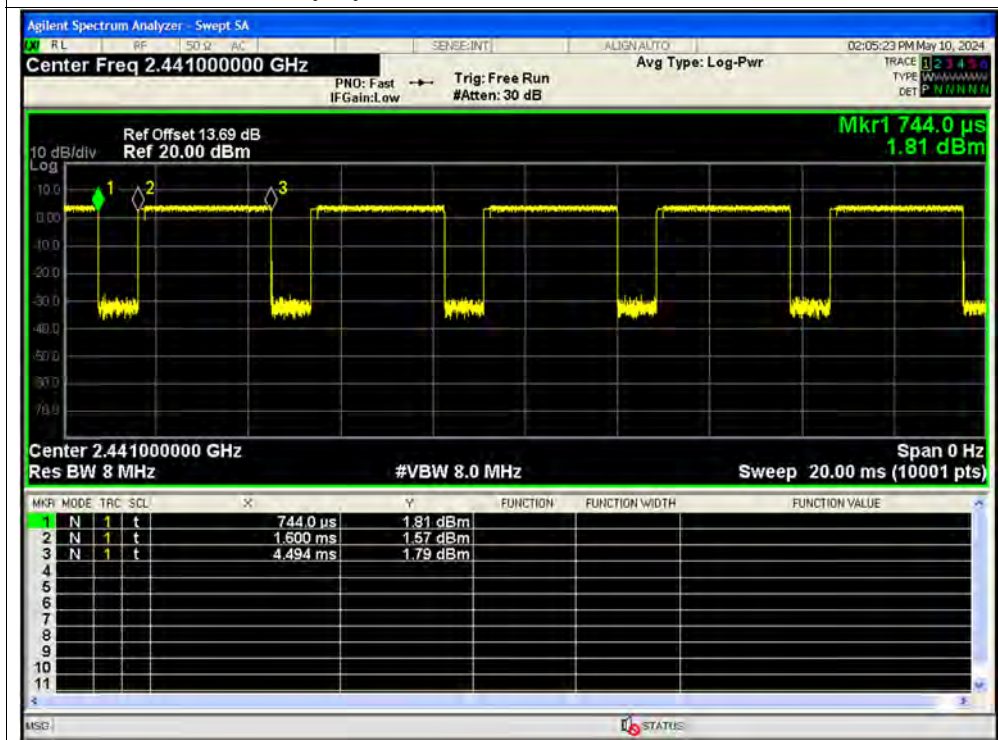 Agilent Spectrum Analyzer - Swept SA
RL RF 50 Ω AC SENSE:INT ALIGN AUTO 02:05:23 PM May 10, 2024
Center Freq 2.441000000 GHz Avg Type: Log-Pwr TRACE 1 2 3 4 5 6
PNO: Fast Trig: Free Run TYPE W
IFGain:Low #Atten: 30 dB DET P N N N N N
Mkr1 744.0 µs
Ref Offset 13.69 dB
10 dB/div Ref 20.00 dBm 1.81 dBm
Log
10.0
1 2 3
0.00
-10.0
-20.0
-30.0
-40.0
-50.0
-60.0
-70.0
Center 2.441000000 GHz Span 0 Hz
Res BW 8 MHz #VBW 8.0 MHz Sweep 20.00 ms (10001 pts)
MKR MODE TRC SCL X Y FUNCTION FUNCTION WIDTH FUNCTION VALUE
1 N 1 t 744.0 µs 1.81 dBm
2 N 1 t 1.600 ms 1.57 dBm
3 N 1 t 4.494 ms 1.79 dBm
4
5
6
7
8
9
10
11
MSG STATUS